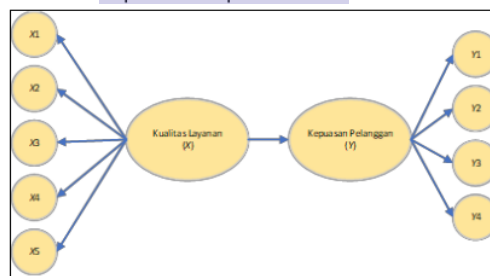 X1
X2
X3
X4
X5
Kualitas Layanan
(X)
Kepuasan Pelanggan
(Y)
Y1
Y2
Y3
Y4